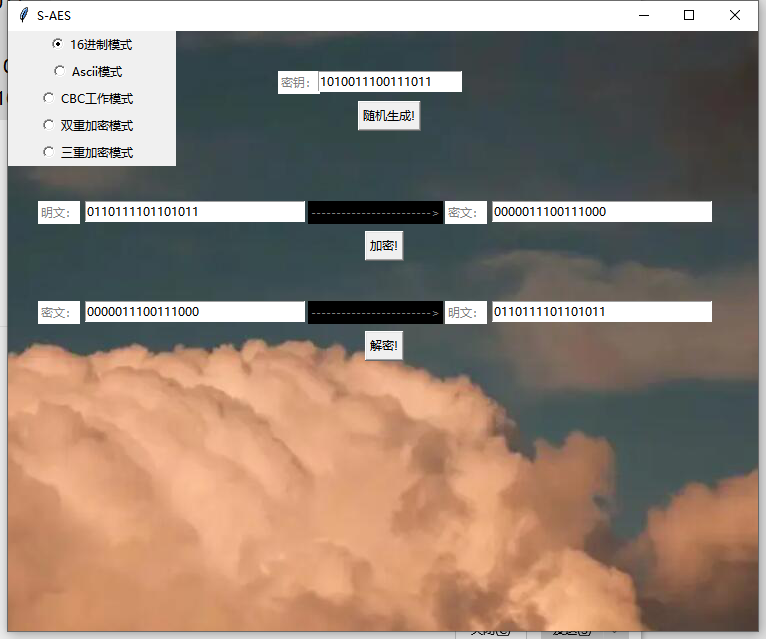 S-AES
16进制模式
Ascii模式
CBC工作模式
双重加密模式
三重加密模式
密钥: 1010011100111011
随机生成!
明文: 0110111101101011 ----------------------> 密文: 0000011100111000
加密!
密文: 0000011100111000 ----------------------> 明文: 0110111101101011
解密!